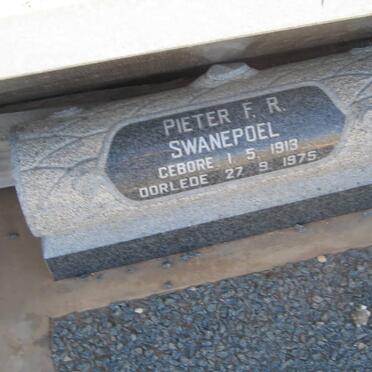 PIETER F. R.
SWANEPOEL
GEBORE 1. 5. 1913
OORLEDE 27. 9. 1975